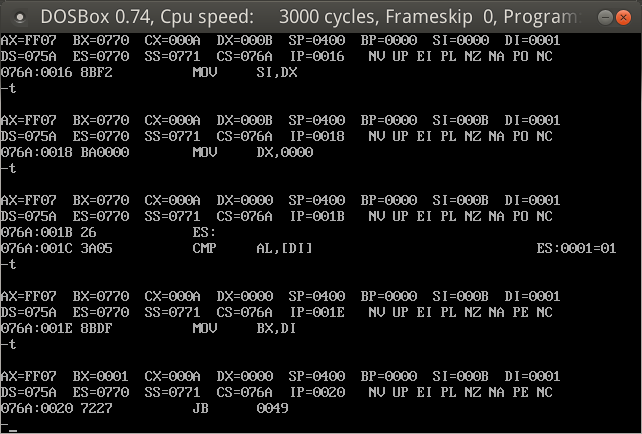 DOSBox 0.74, Cpu speed: 3000 cycles, Frameskip 0, Program
AX=FF07 BX=0770 CX=000A DX=000B SP=0400 BP=0000 SI=0000 DI=0001
DS=075A ES=0770 SS=0771 CS=076A IP=0016 NV UP EI PL NZ NA PO NC
076A:0016 8BF2 MOV SI,DX
-t
AX=FF07 BX=0770 CX=000A DX=000B SP=0400 BP=0000 SI=000B DI=0001
DS=075A ES=0770 SS=0771 CS=076A IP=0018 NV UP EI PL NZ NA PO NC
076A:0018 BA0000 MOV DX,0000
-t
AX=FF07 BX=0770 CX=000A DX=0000 SP=0400 BP=0000 SI=000B DI=0001
DS=075A ES=0770 SS=0771 CS=076A IP=001B NV UP EI PL NZ NA PO NC
076A:001B 26 ES:
076A:001C 3A05 CMP AL,[DI] ES:0001=01
-t
AX=FF07 BX=0770 CX=000A DX=0000 SP=0400 BP=0000 SI=000B DI=0001
DS=075A ES=0770 SS=0771 CS=076A IP=001E NV UP EI PL NZ NA PE NC
076A:001E 8BDF MOV BX,DI
-t
AX=FF07 BX=0001 CX=000A DX=0000 SP=0400 BP=0000 SI=000B DI=0001
DS=075A ES=0770 SS=0771 CS=076A IP=0020 NV UP EI PL NZ NA PE NC
076A:0020 7227 JB 0049
-_